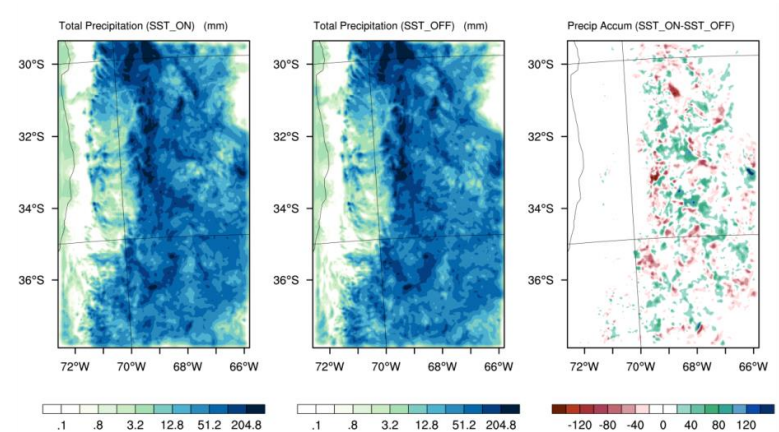 Total Precipitation (SST_ON) (mm)
Total Precipitation (SST_OFF) (mm)
Precip Accum (SST_ON-SST_OFF)
30°S
32°S
34°S
36°S
72°W 70°W 68°W 66°W
30°S
32°S
34°S
36°S
72°W 70°W 68°W 66°W
30°S
32°S
34°S
36°S
72°W 70°W 68°W 66°W
.1 .8 3.2 12.8 51.2 204.8
.1 .8 3.2 12.8 51.2 204.8
-120 -80 -40 0 40 80 120